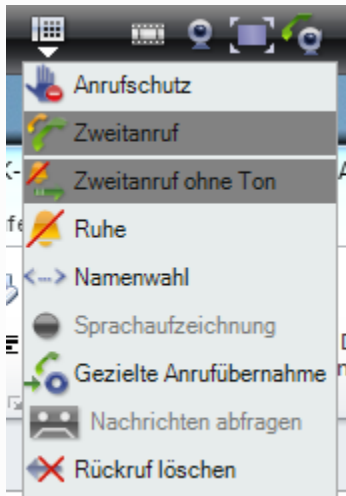 Anrufschutz
Zweitanruf
Zweitanruf ohne Ton
Ruhe
Namenwahl
Sprachaufzeichnung
Gezielte Anrufübernahme
Nachrichten abfragen
Rückruf löschen